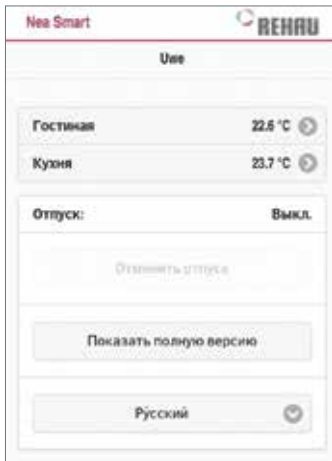 Nea Smart REHAU
Uwe
Гостиная 22.6 °C
Кухня 23.7 °C
Отпуск: Выкл.
Отменить отпуск
Показать полную версию
Русский